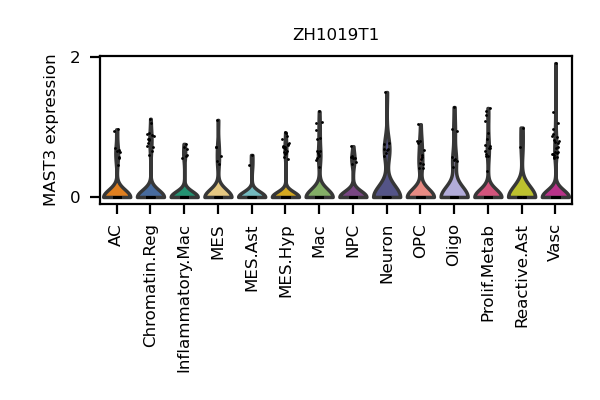 ZH1019T1
MAST3 expression
2
0
AC
Chromatin.Reg
Inflammatory.Mac
MES
MES.Ast
MES.Hyp
Mac
NPC
Neuron
OPC
Oligo
Prolif.Metab
Reactive.Ast
Vasc